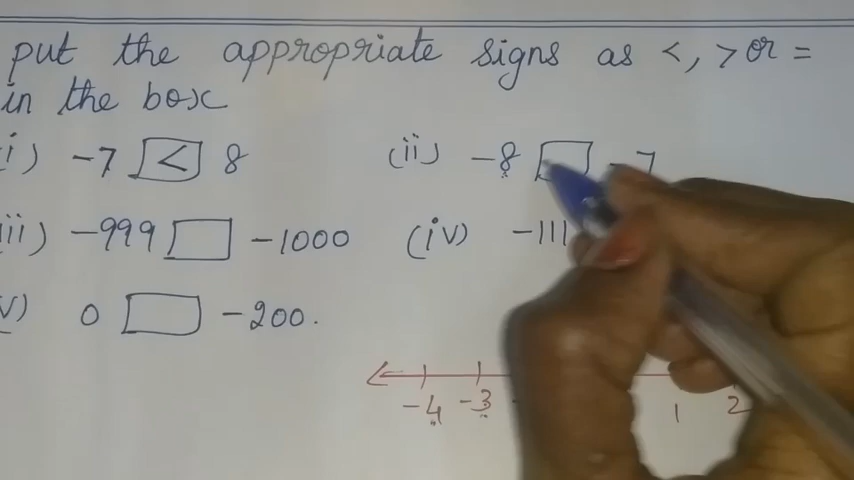 put the appropriate signs as <, > or =
in the box
i) -7 < 8 (ii) -8 -7
iii) -999 -1000 (iv) -111
v) 0 -200.
-4 -3 1 2